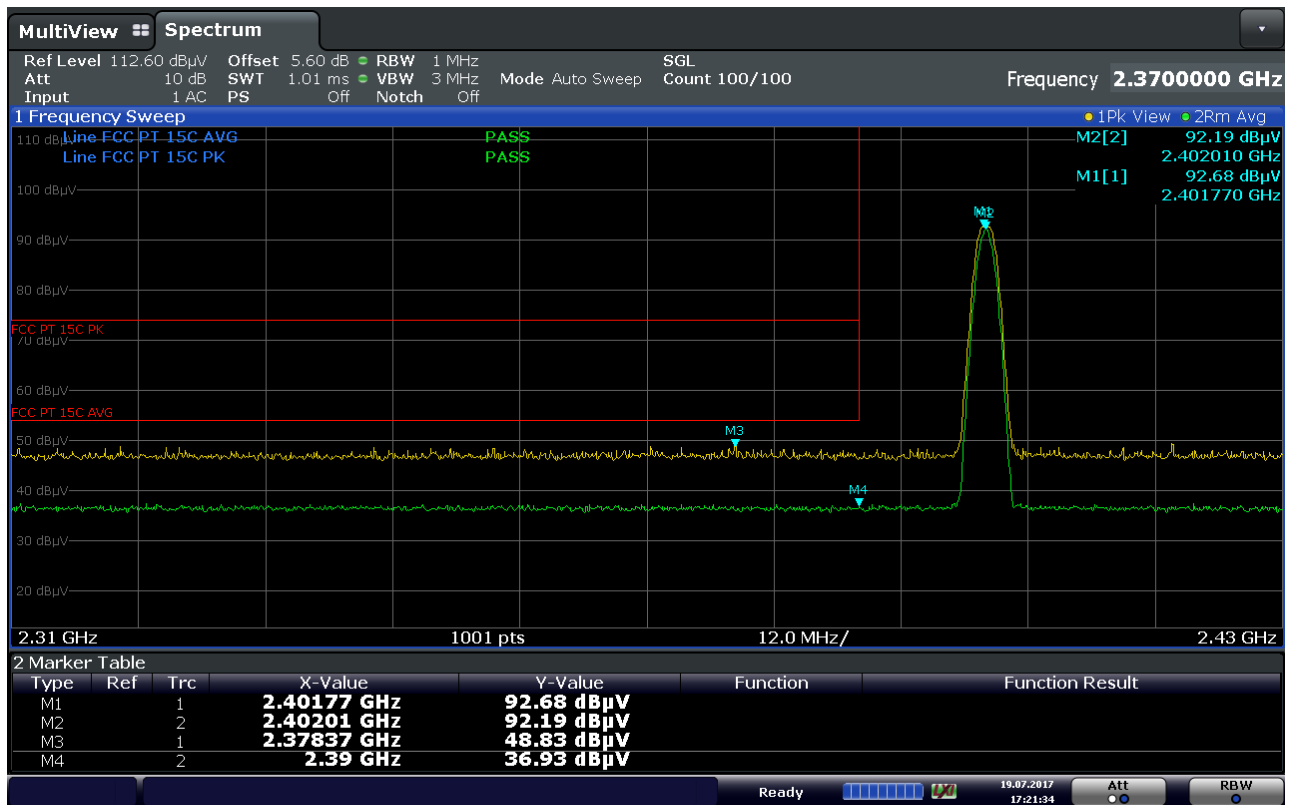 MultiView Spectrum
Ref Level 112.60 dBµV Offset 5.60 dB RBW 1 MHz SGL
Att 10 dB SWT 1.01 ms VBW 3 MHz Mode Auto Sweep Count 100/100
Input 1 AC PS Off Notch Off
Frequency 2.3700000 GHz
1 Frequency Sweep 1Pk View 2Rm Avg
110 dBµV
Line FCC PT 15C AVG PASS
Line FCC PT 15C PK PASS
M2[2] 92.19 dBµV
2.402010 GHz
M1[1] 92.68 dBµV
2.401770 GHz
100 dBµV
M2
90 dBµV
80 dBµV
FCC PT 15C PK
70 dBµV
60 dBµV
FCC PT 15C AVG
M3
50 dBµV
40 dBµV
M4
30 dBµV
20 dBµV
2.31 GHz 1001 pts 12.0 MHz/ 2.43 GHz
2 Marker Table
Type Ref Trc X-Value Y-Value Function Function Result
M1 1 2.40177 GHz 92.68 dBµV
M2 2 2.40201 GHz 92.19 dBµV
M3 1 2.37837 GHz 48.83 dBµV
M4 2 2.39 GHz 36.93 dBµV
Ready
19.07.2017
17:21:34
Att
RBW